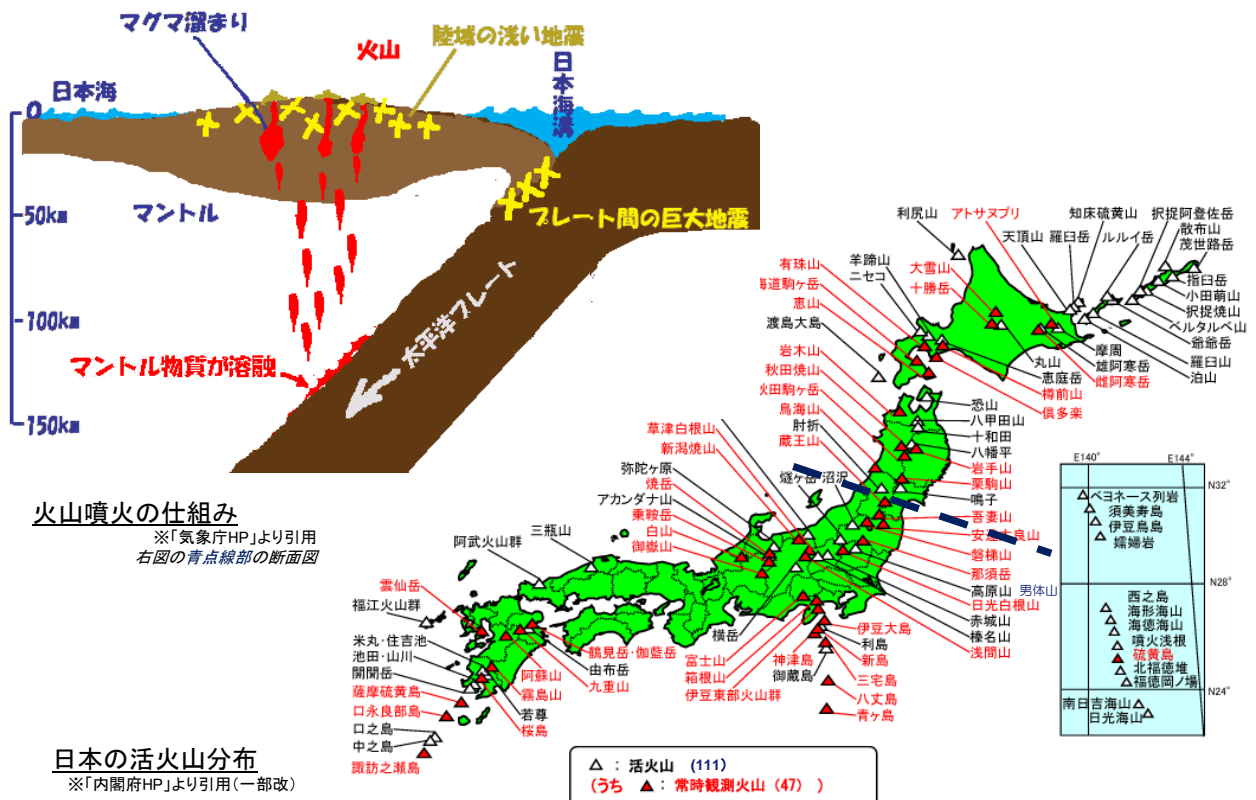 マグマ溜まり
火山
陸域の浅い地震
日本海溝
日本海
0
-50km
-100km
-150km
マントル
プレート間の巨大地震
太平洋プレート
マントル物質が溶融
火山噴火の仕組み
※「気象庁HP」より引用
右図の青点線部の断面図
日本の活火山分布
※「内閣府HP」より引用(一部改)
利尻山
アトサヌプリ
知床硫黄山
択捉阿登佐岳
天頂山
羅臼岳
ルルイ岳
散布山
茂世路岳
指臼岳
小田萌山
択捉焼山
ベルタルベ山
爺爺岳
羅臼山
泊山
有珠山
羊蹄山
ニセコ
大雪山
十勝岳
海道駒ヶ岳
恵山
渡島大島
摩周
雄阿寒岳
雌阿寒岳
丸山
恵庭岳
樽前山
倶多楽
岩木山
秋田焼山
秋田駒ヶ岳
鳥海山
肘折
蔵王山
恐山
八甲田山
十和田
八幡平
岩手山
栗駒山
鳴子
吾妻山
安達太良山
磐梯山
那須岳
男体山
高原山
日光白根山
赤城山
榛名山
浅間山
草津白根山
新潟焼山
燧ヶ岳
沼沢
弥陀ヶ原
焼岳
アカンダナ山
乗鞍岳
白山
御嶽山
三瓶山
阿武火山群
雲仙岳
福江火山群
米丸・住吉池
池田・山川
開聞岳
薩摩硫黄島
口永良部島
口之島
中之島
諏訪之瀬島
鶴見岳・伽藍岳
由布岳
阿蘇山
九重山
霧島山
若尊
桜島
横岳
富士山
箱根山
伊豆東部火山群
伊豆大島
利島
神津島
新島
御蔵島
三宅島
八丈島
青ヶ島
E140°
E144°
N32°
N28°
N24°
ベヨネース列岩
須美寿島
伊豆鳥島
孀婦岩
西之島
海形海山
海徳海山
噴火浅根
硫黄島
北福徳堆
福徳岡ノ場
南日吉海山
日光海山
△ : 活火山 (111)
(うち ▲ : 常時観測火山 (47) )